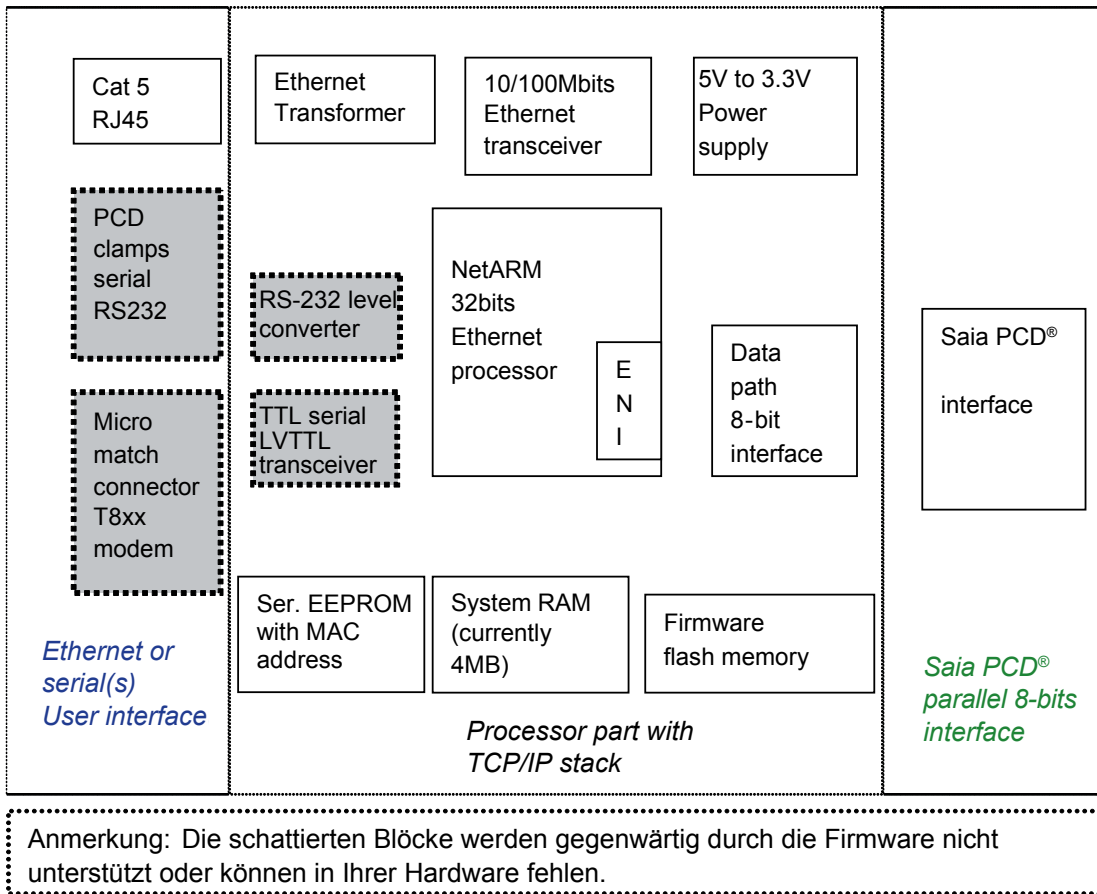 Cat 5
RJ45
Ethernet
Transformer
10/100Mbits
Ethernet
transceiver
5V to 3.3V
Power
supply
PCD
clamps
serial
RS232
RS-232 level
converter
NetARM
32bits
Ethernet
processor
E
N
I
Data
path
8-bit
interface
Saia PCD®
interface
Micro
match
connector
T8xx
modem
TTL serial
LVTTL
transceiver
Ser. EEPROM
with MAC
address
System RAM
(currently
4MB)
Firmware
flash memory
Ethernet or
serial(s)
User interface
Processor part with
TCP/IP stack
Saia PCD®
parallel 8-bits
interface
Anmerkung: Die schattierten Blöcke werden gegenwärtig durch die Firmware nicht
unterstützt oder können in Ihrer Hardware fehlen.